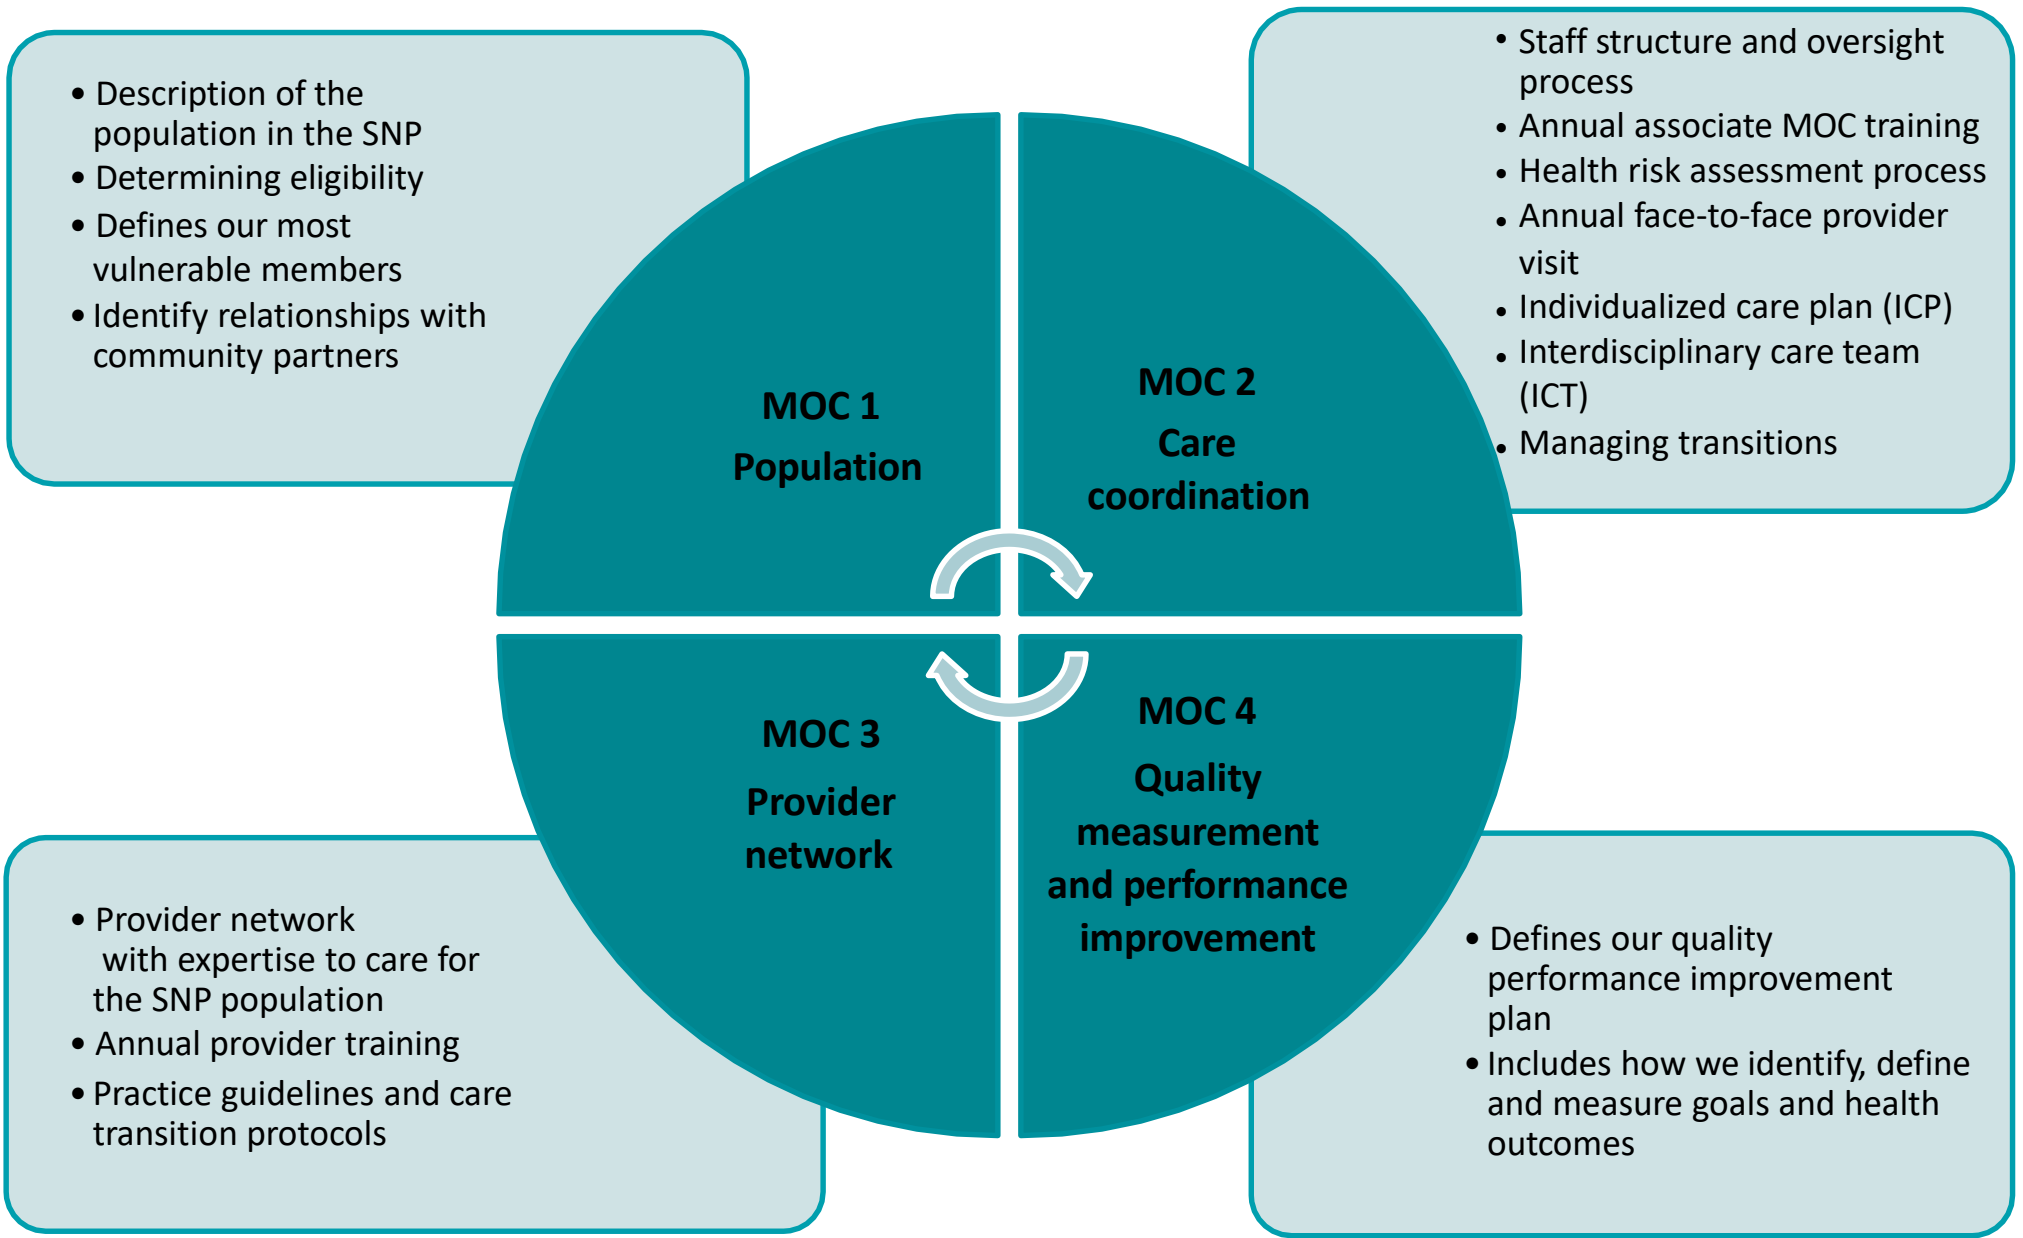 • Description of the
population in the SNP
• Determining eligibility
• Defines our most
vulnerable members
• Identify relationships with
community partners
• Staff structure and oversight
process
• Annual associate MOC training
• Health risk assessment process
• Annual face-to-face provider
visit
• Individualized care plan (ICP)
• Interdisciplinary care team
(ICT)
• Managing transitions
MOC 1
Population
MOC 2
Care
coordination
MOC 3
Provider
network
MOC 4
Quality
measurement
and performance
improvement
• Provider network
with expertise to care for
the SNP population
• Annual provider training
• Practice guidelines and care
transition protocols
• Defines our quality
performance improvement
plan
• Includes how we identify, define
and measure goals and health
outcomes